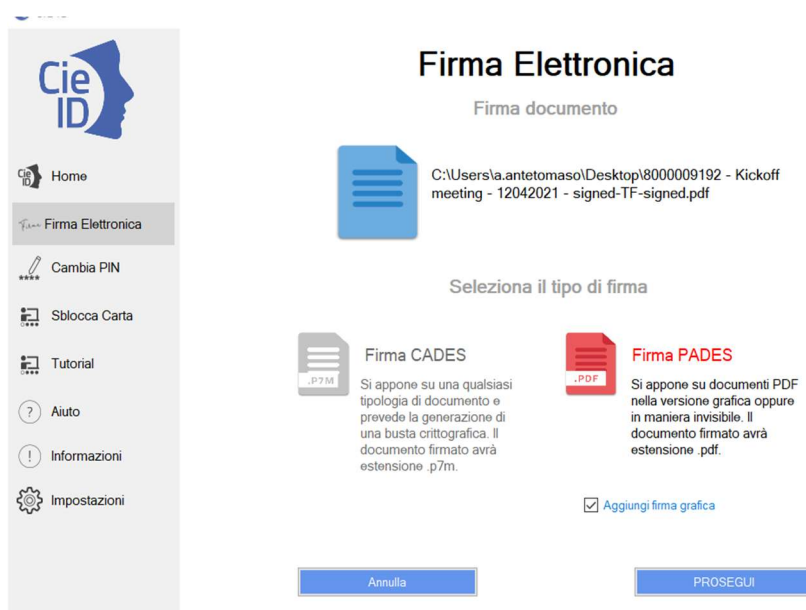 Cie
ID
Home
Firma Elettronica
Cambia PIN
Sblocca Carta
Tutorial
Aiuto
Informazioni
Impostazioni
Firma Elettronica
Firma documento
C:\Users\a.antetomaso\Desktop\8000009192 - Kickoff
meeting - 12042021 - signed-TF-signed.pdf
Seleziona il tipo di firma
.P7M
Firma CADES
Si appone su una qualsiasi
tipologia di documento e
prevede la generazione di
una busta crittografica. Il
documento firmato avrà
estensione .p7m.
.PDF
Firma PADES
Si appone su documenti PDF
nella versione grafica oppure
in maniera invisibile. Il
documento firmato avrà
estensione .pdf.
Aggiungi firma grafica
Annulla
PROSEGUI